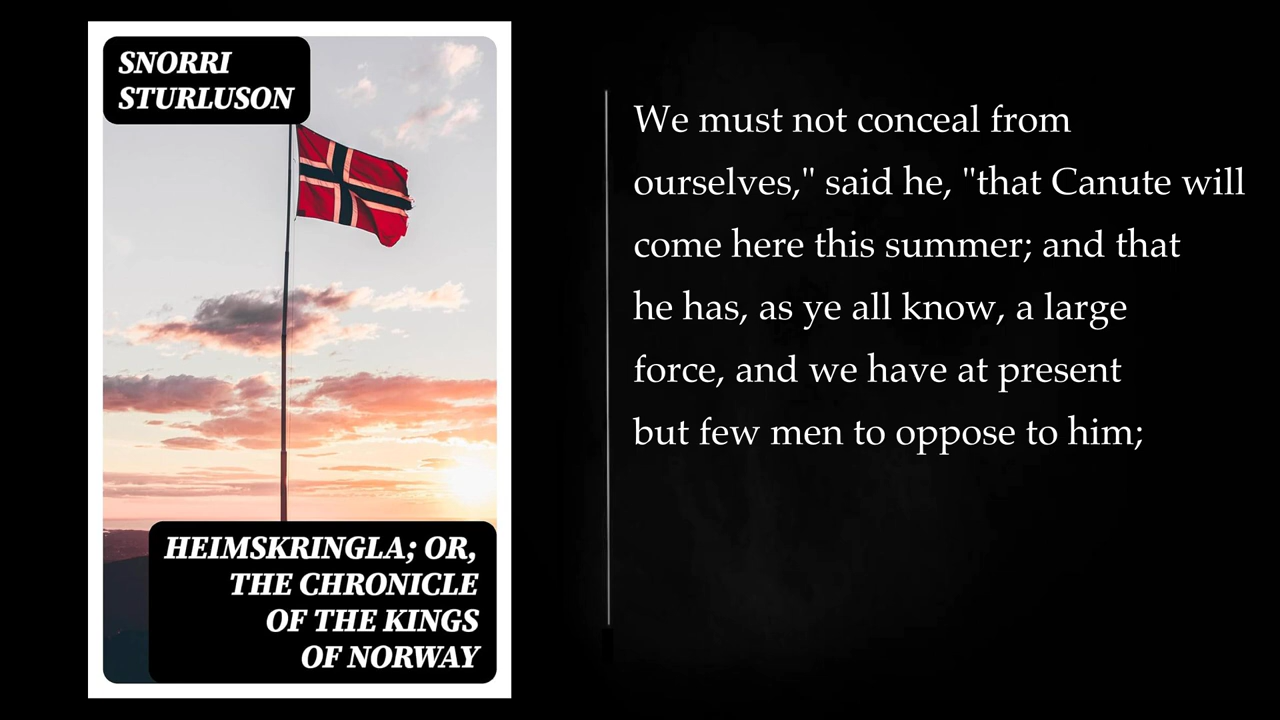 SNORRI
STURLUSON
HEIMSKRINGLA; OR,
THE CHRONICLE
OF THE KINGS
OF NORWAY
We must not conceal from
ourselves," said he, "that Canute will
come here this summer; and that
he has, as ye all know, a large
force, and we have at present
but few men to oppose to him;